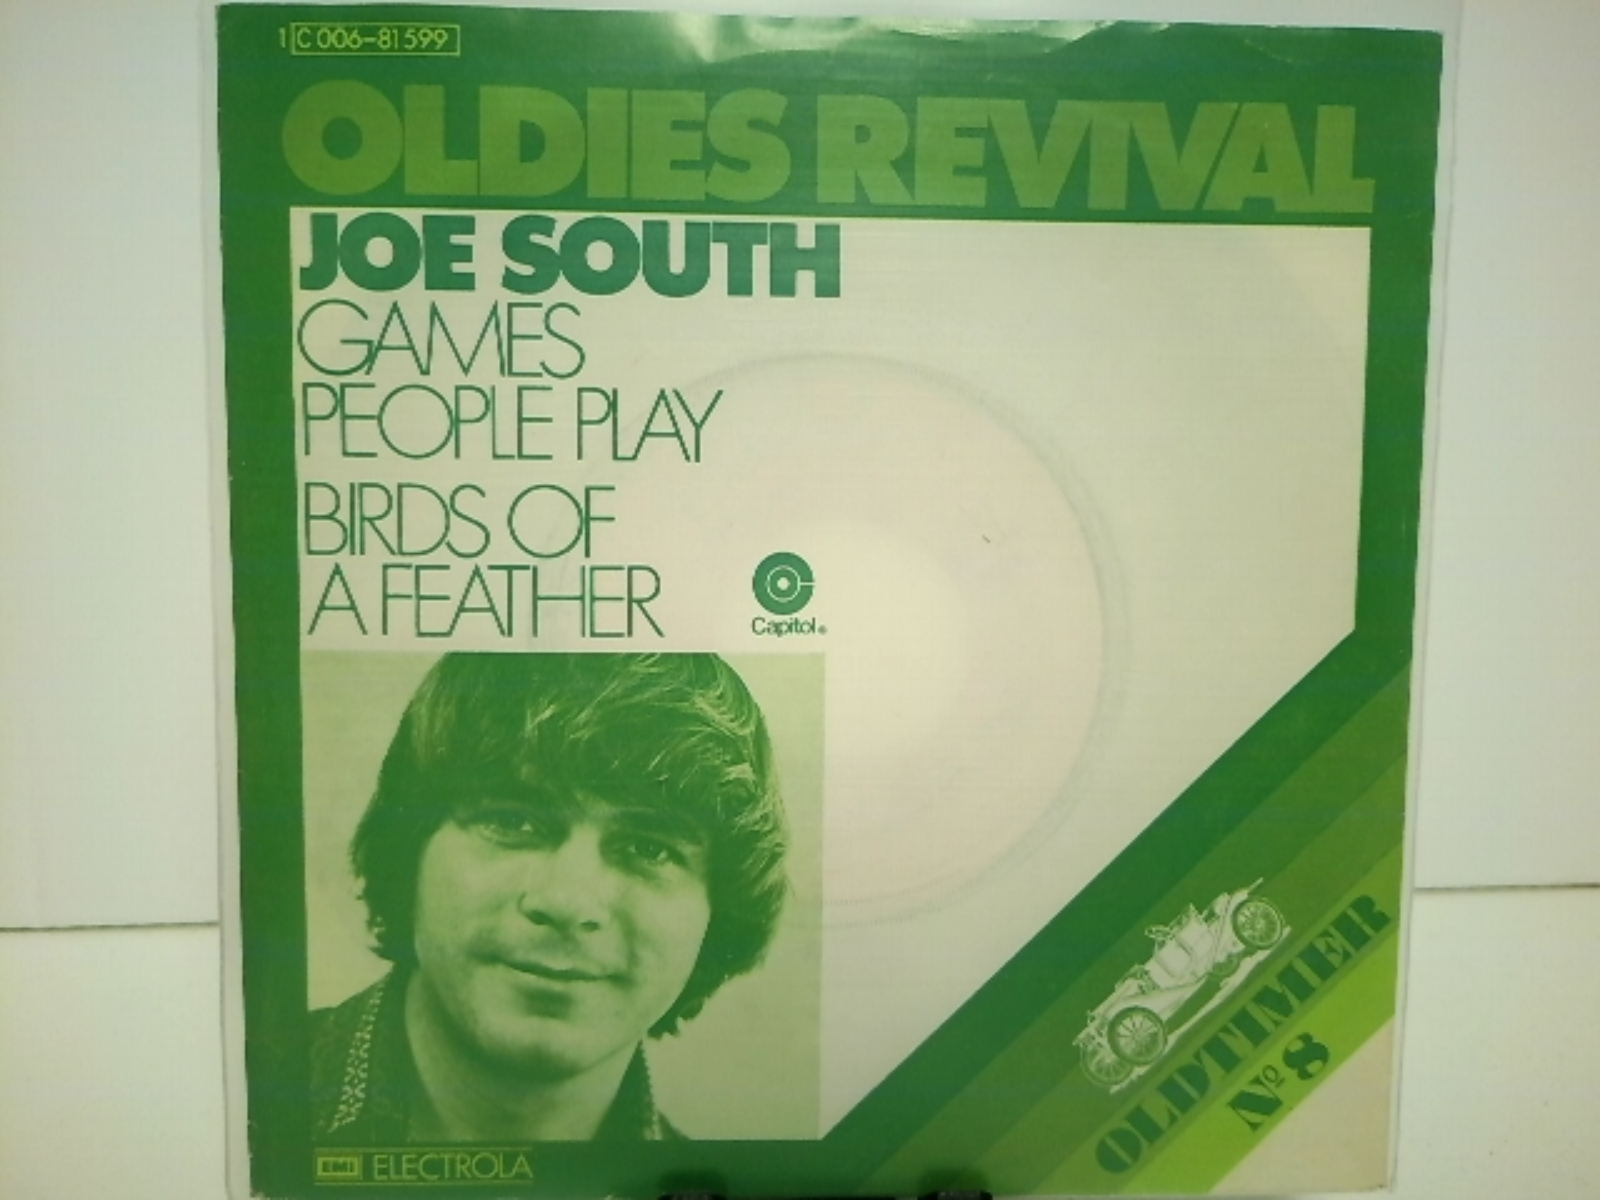 1 C 006-81 599
OLDIES REVIVAL
JOE SOUTH
GAMES
PEOPLE PLAY
BIRDS OF
A FEATHER
Capitol®
OLDTIMER
Nº 8
EMI ELECTROLA